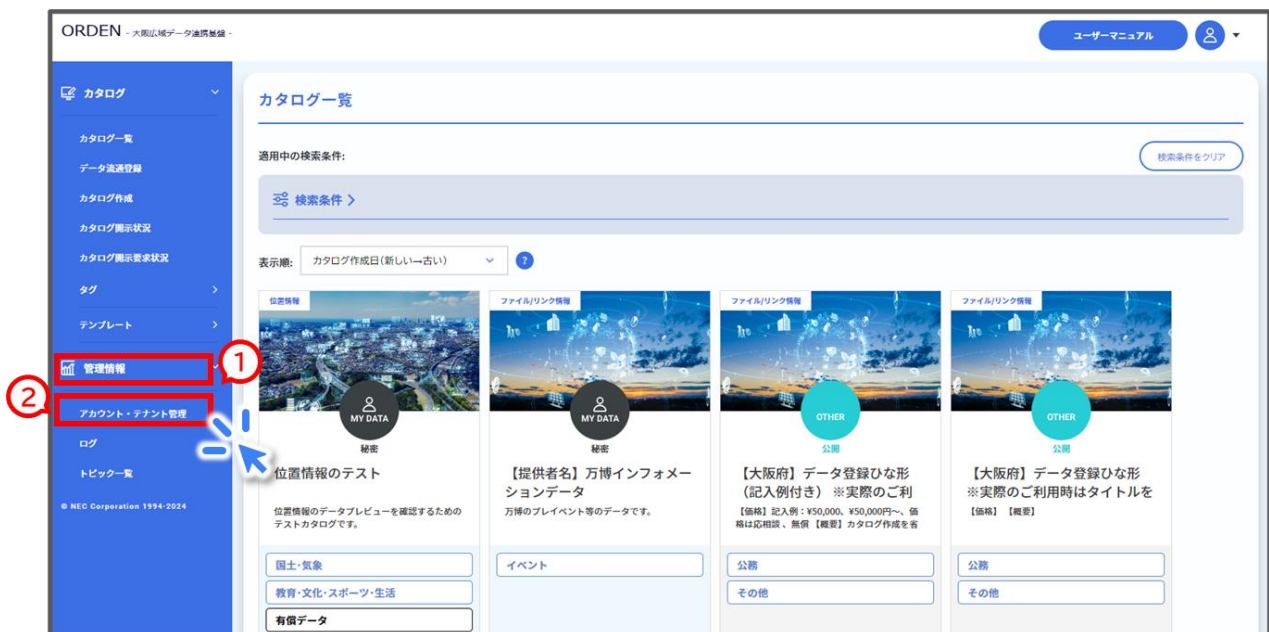 ORDEN - 大阪広域データ連携基盤 -
ユーザーマニュアル
カタログ
カタログ一覧
データ流通登録
カタログ作成
カタログ開示状況
カタログ開示要求状況
タグ
テンプレート
管理情報
1
2
アカウント・テナント管理
ログ
トピック一覧
© NEC Corporation 1994-2024
カタログ一覧
適用中の検索条件:
検索条件をクリア
検索条件
表示順:
カタログ作成日(新しい→古い)
?
位置情報
MY DATA
秘密
位置情報のテスト
位置情報のデータプレビューを確認するための
テストカタログです。
国土･気象
教育･文化･スポーツ･生活
有償データ
ファイル/リンク情報
MY DATA
秘密
【提供者名】万博インフォメー
ションデータ
万博のプレイベント等のデータです。
イベント
ファイル/リンク情報
OTHER
公開
【大阪府】データ登録ひな形
（記入例付き） ※実際のご利
【価格】記入例：¥50,000、¥50,000円～、価
格は応相談 、無償 【概要】カタログ作成を省
公務
その他
ファイル/リンク情報
OTHER
公開
【大阪府】データ登録ひな形
※実際のご利用時はタイトルを
【価格】 【概要】
公務
その他